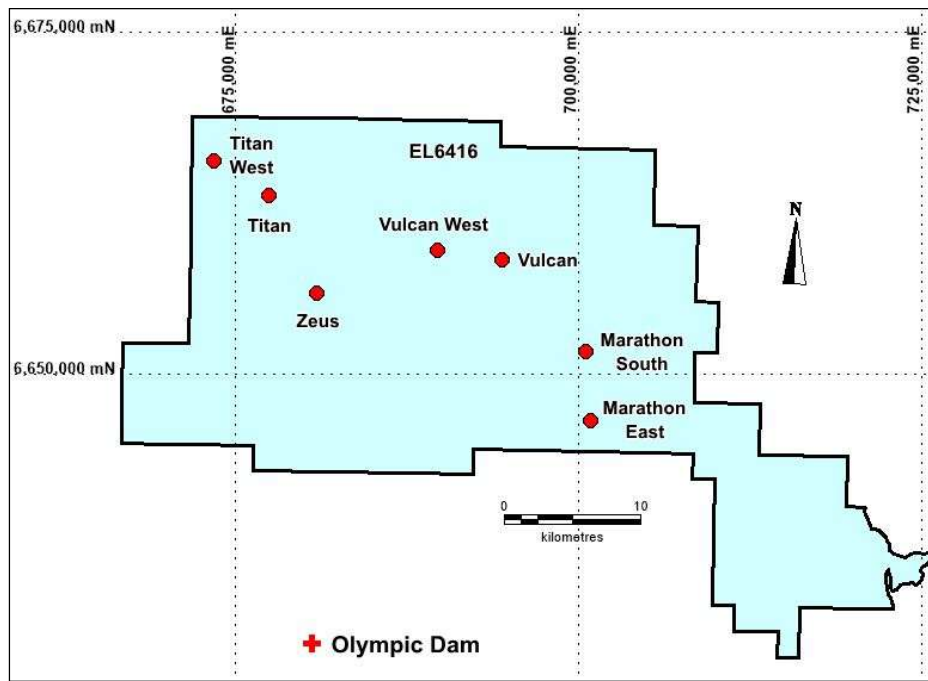 6,675,000 mN
675,000 mE
700,000 mE
725,000 mE
Titan
West
EL6416
Titan
Vulcan West
Vulcan
N
Zeus
Marathon
South
6,650,000 mN
Marathon
East
0 10
kilometres
Olympic Dam